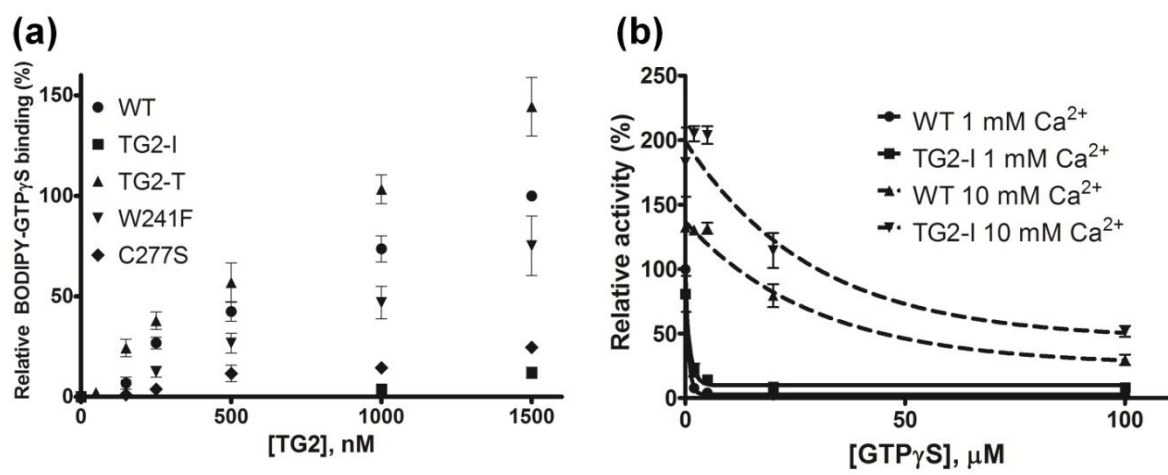 (a)
Relative BODIPY-GTPγS binding (%)
150
100
50
0
WT
TG2-I
TG2-T
W241F
C277S
0 500 1000 1500
[TG2], nM
(b)
Relative activity (%)
250
200
150
100
50
0
WT 1 mM Ca²⁺
TG2-I 1 mM Ca²⁺
WT 10 mM Ca²⁺
TG2-I 10 mM Ca²⁺
0 50 100
[GTPγS], μM